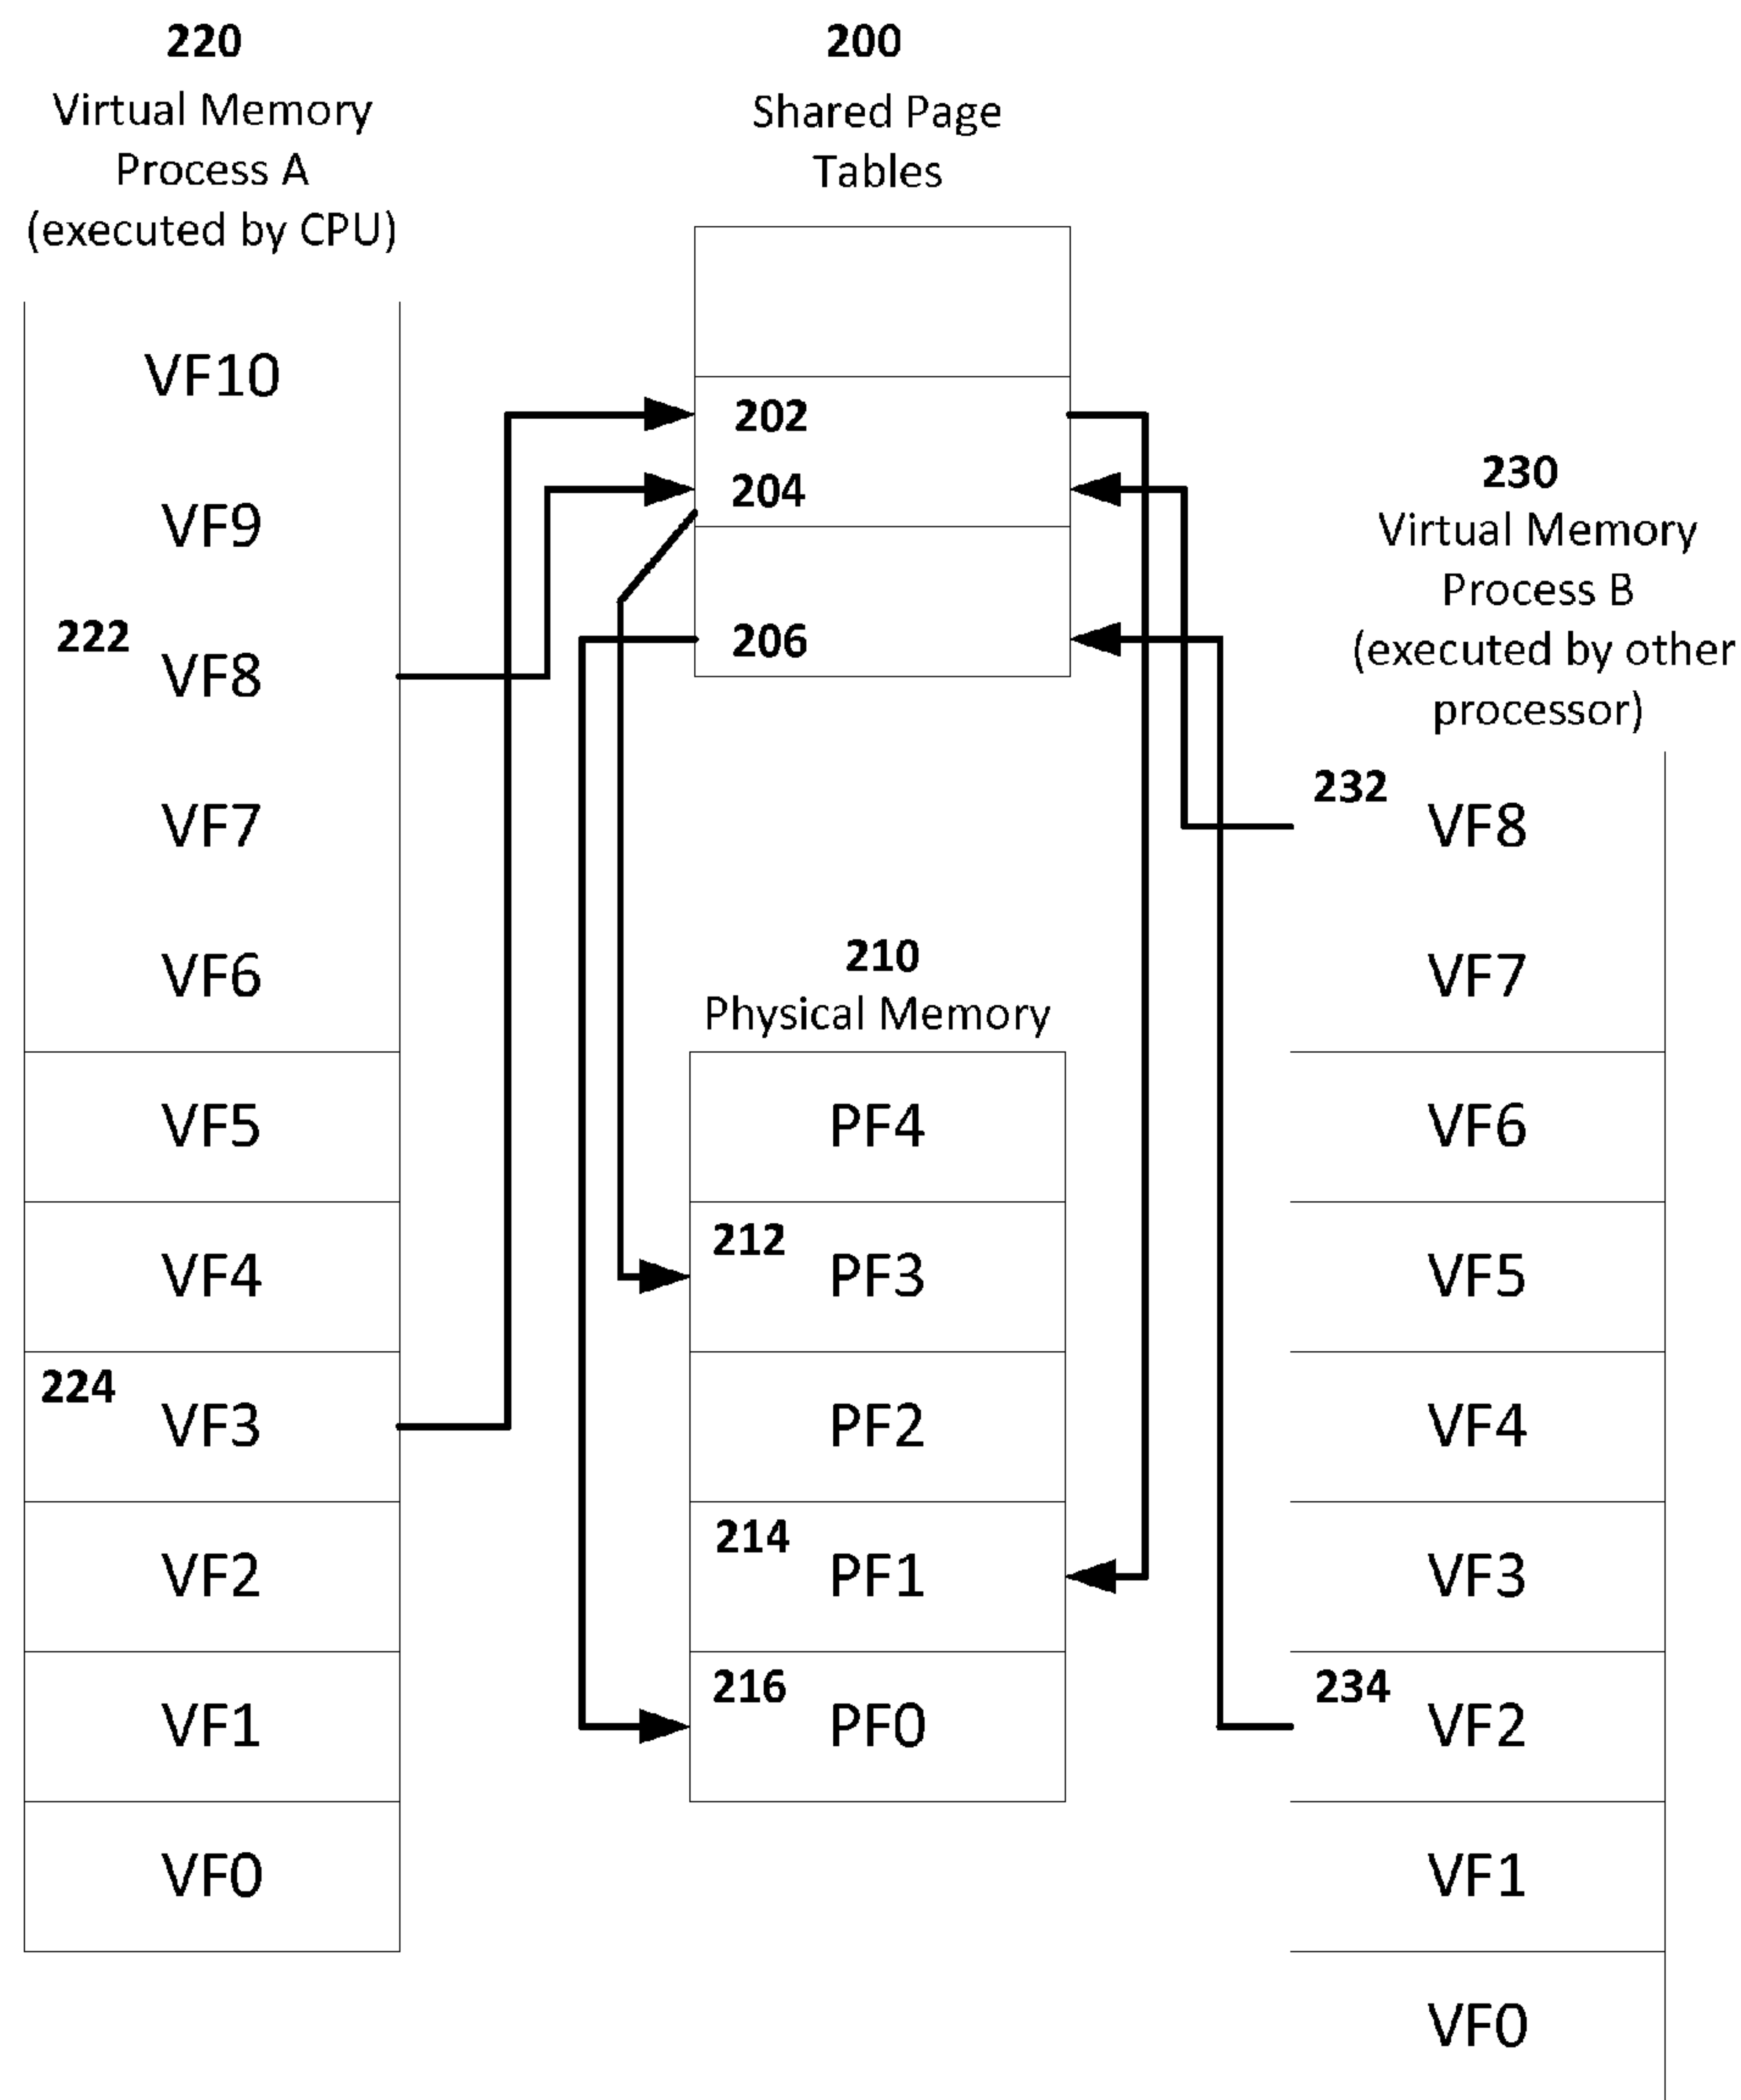 220
Virtual Memory
Process A
(executed by CPU)
VF10
VF9
222
VF8
VF7
VF6
VF5
VF4
224
VF3
VF2
VF1
VF0
200
Shared Page
Tables
202
204
206
210
Physical Memory
PF4
212
PF3
PF2
214
PF1
216
PF0
230
Virtual Memory
Process B
(executed by other
processor)
232
VF8
VF7
VF6
VF5
VF4
VF3
234
VF2
VF1
VF0